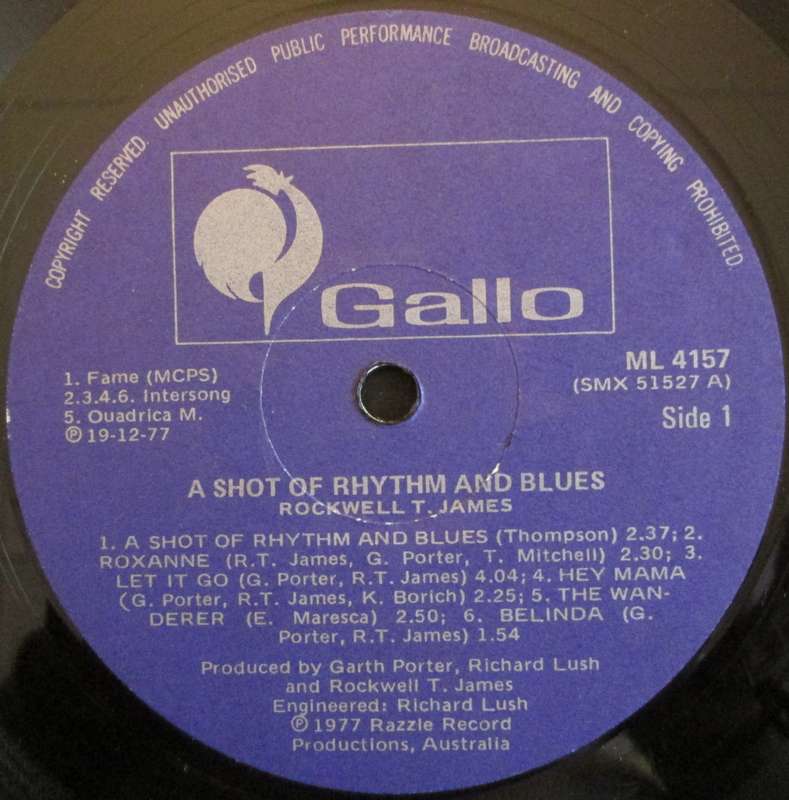 COPYRIGHT RESERVED. UNAUTHORISED PUBLIC PERFORMANCE BROADCASTING AND COPYING PROHIBITED
Gallo
1. Fame (MCPS)
2.3.4.6. Intersong
5. Quadrica M.
℗ 19-12-77
ML 4157
(SMX 51527 A)
Side 1
A SHOT OF RHYTHM AND BLUES
ROCKWELL T. JAMES
1. A SHOT OF RHYTHM AND BLUES (Thompson) 2.37; 2.
ROXANNE (R.T. James, G. Porter, T. Mitchell) 2.30; 3.
LET IT GO (G. Porter, R.T. James) 4.04; 4. HEY MAMA
(G. Porter, R.T. James, K. Borich) 2.25; 5. THE WAN-
DERER (E. Maresca) 2.50; 6. BELINDA (G.
Porter, R.T. James) 1.54
Produced by Garth Porter, Richard Lush
and Rockwell T. James
Engineered: Richard Lush
℗ 1977 Razzle Record
Productions, Australia